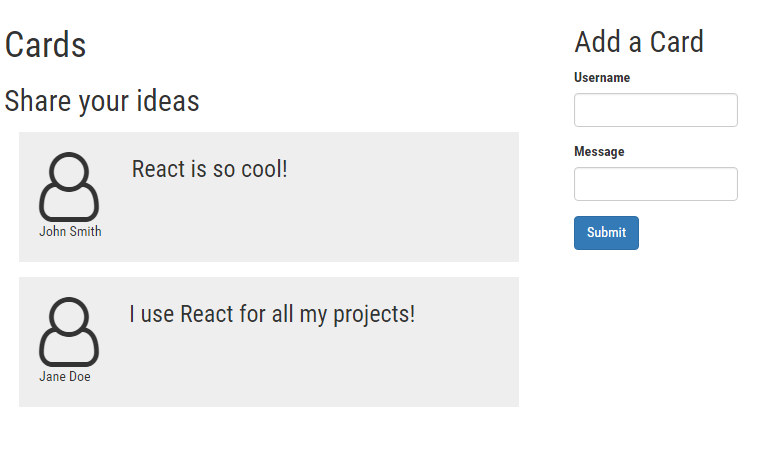 Cards
Share your ideas
React is so cool!
John Smith
I use React for all my projects!
Jane Doe
Add a Card
Username
Message
Submit